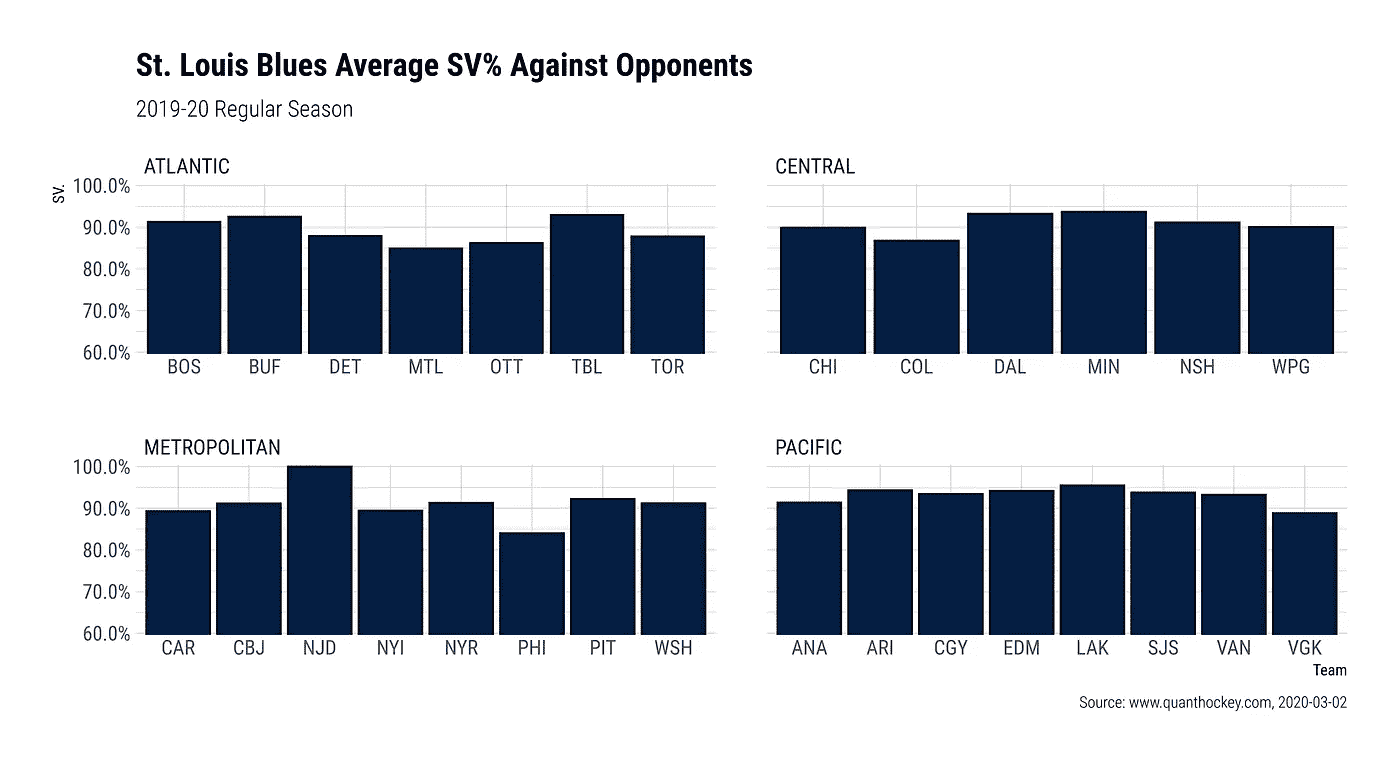 St. Louis Blues Average SV% Against Opponents
2019-20 Regular Season
ATLANTIC
CENTRAL
SV.
100.0%
90.0%
80.0%
70.0%
60.0%
BOS BUF DET MTL OTT TBL TOR
CHI COL DAL MIN NSH WPG
METROPOLITAN
PACIFIC
100.0%
90.0%
80.0%
70.0%
60.0%
CAR CBJ NJD NYI NYR PHI PIT WSH
ANA ARI CGY EDM LAK SJS VAN VGK
Team
Source: www.quanthockey.com, 2020-03-02